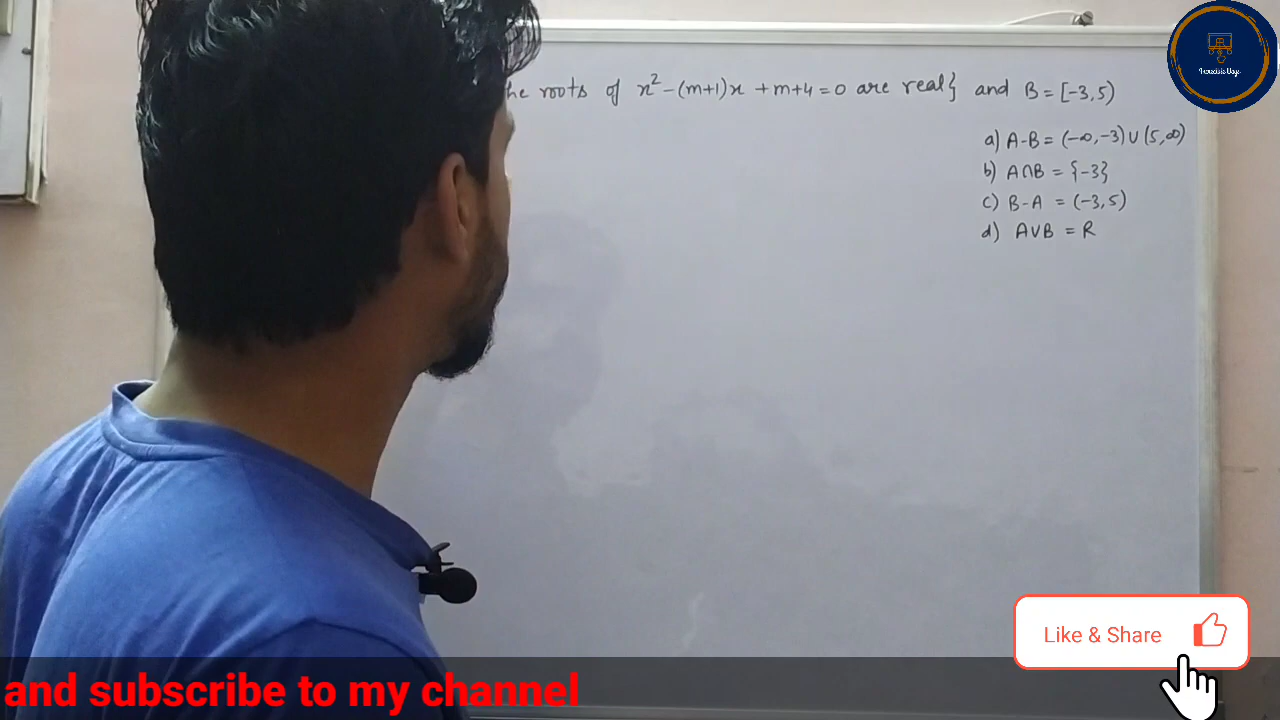 he roots of x² - (m+1)x + m+4 = 0 are real} and B = [-3, 5)
a) A-B = (-∞, -3) ∪ (5, ∞)
b) A∩B = {-3}
c) B-A = (-3, 5)
d) A∪B = R
Like & Share
and subscribe to my channel